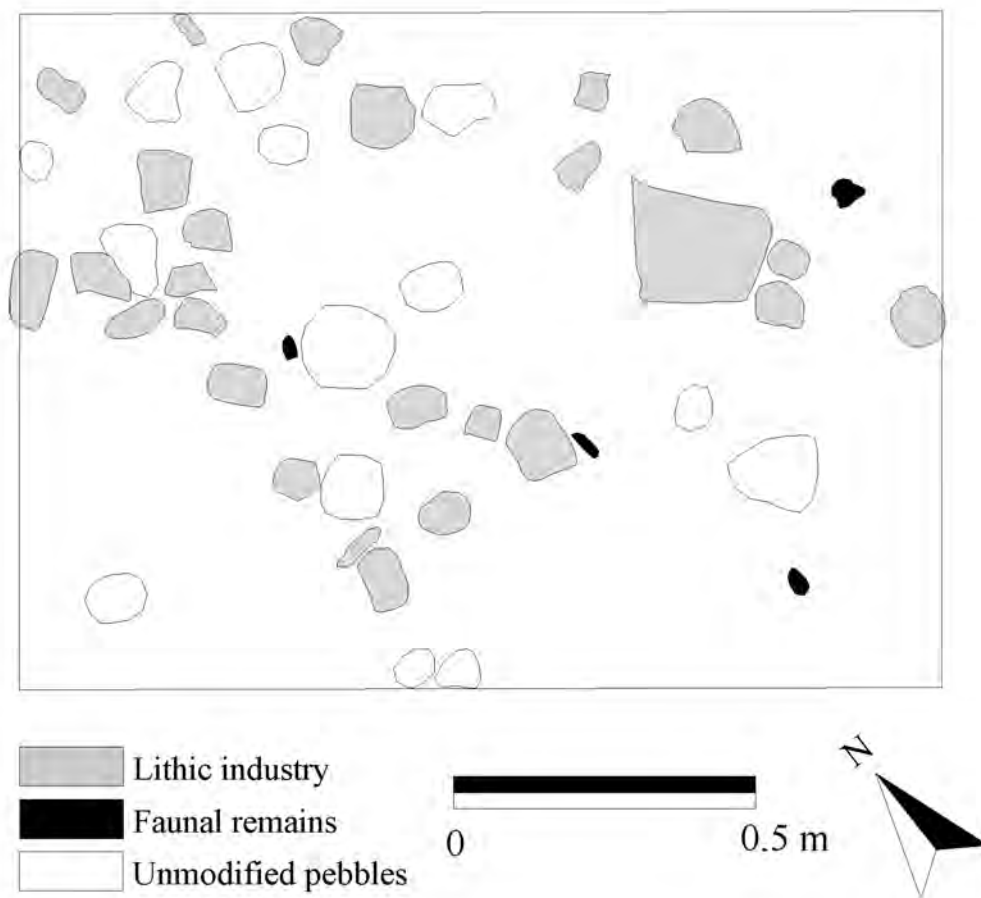 Lithic industry
Faunal remains
Unmodified pebbles
0
0.5 m
N